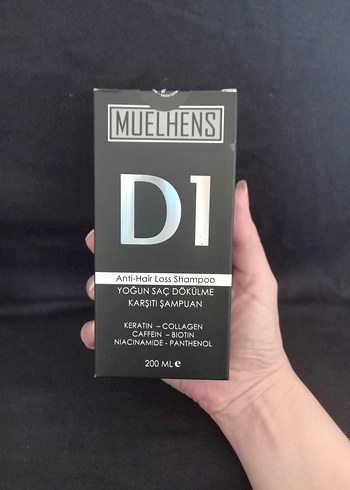 MUELHENS
D1
Anti-Hair Loss Shampoo
YOĞUN SAÇ DÖKÜLME
KARŞITI ŞAMPUAN
KERATIN – COLLAGEN
CAFFEIN – BIOTIN
NIACINAMIDE - PANTHENOL
200 ML e